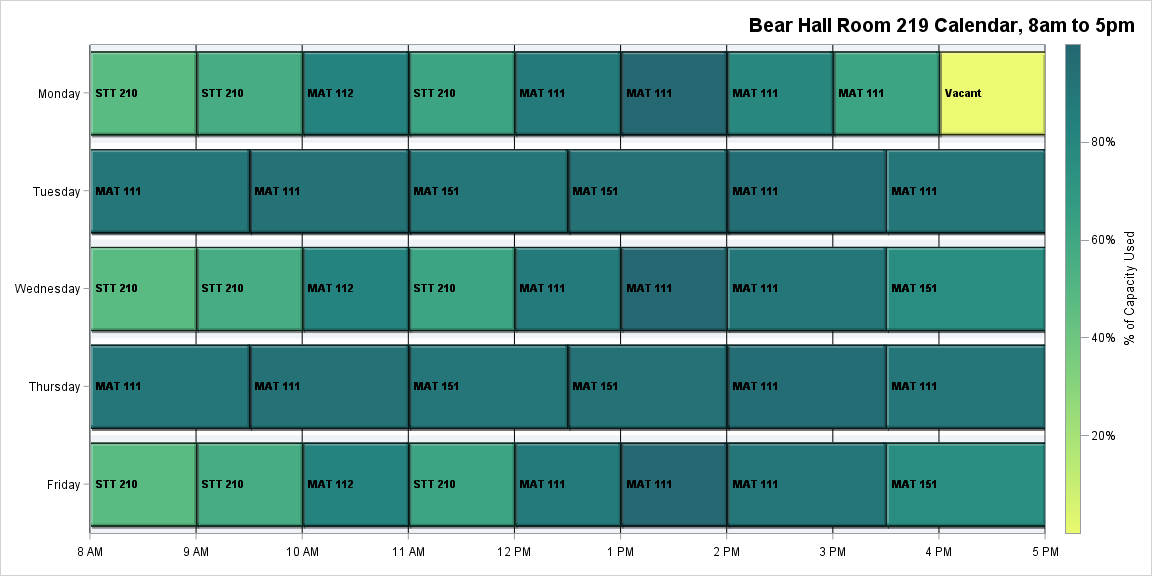 Bear Hall Room 219 Calendar, 8am to 5pm
Monday STT 210 STT 210 MAT 112 STT 210 MAT 111 MAT 111 MAT 111 MAT 111 Vacant
Tuesday MAT 111 MAT 111 MAT 151 MAT 151 MAT 111 MAT 111
Wednesday STT 210 STT 210 MAT 112 STT 210 MAT 111 MAT 111 MAT 111 MAT 151
Thursday MAT 111 MAT 111 MAT 151 MAT 151 MAT 111 MAT 111
Friday STT 210 STT 210 MAT 112 STT 210 MAT 111 MAT 111 MAT 111 MAT 151
8 AM 9 AM 10 AM 11 AM 12 PM 1 PM 2 PM 3 PM 4 PM 5 PM
80%
60%
40%
20%
% of Capacity Used